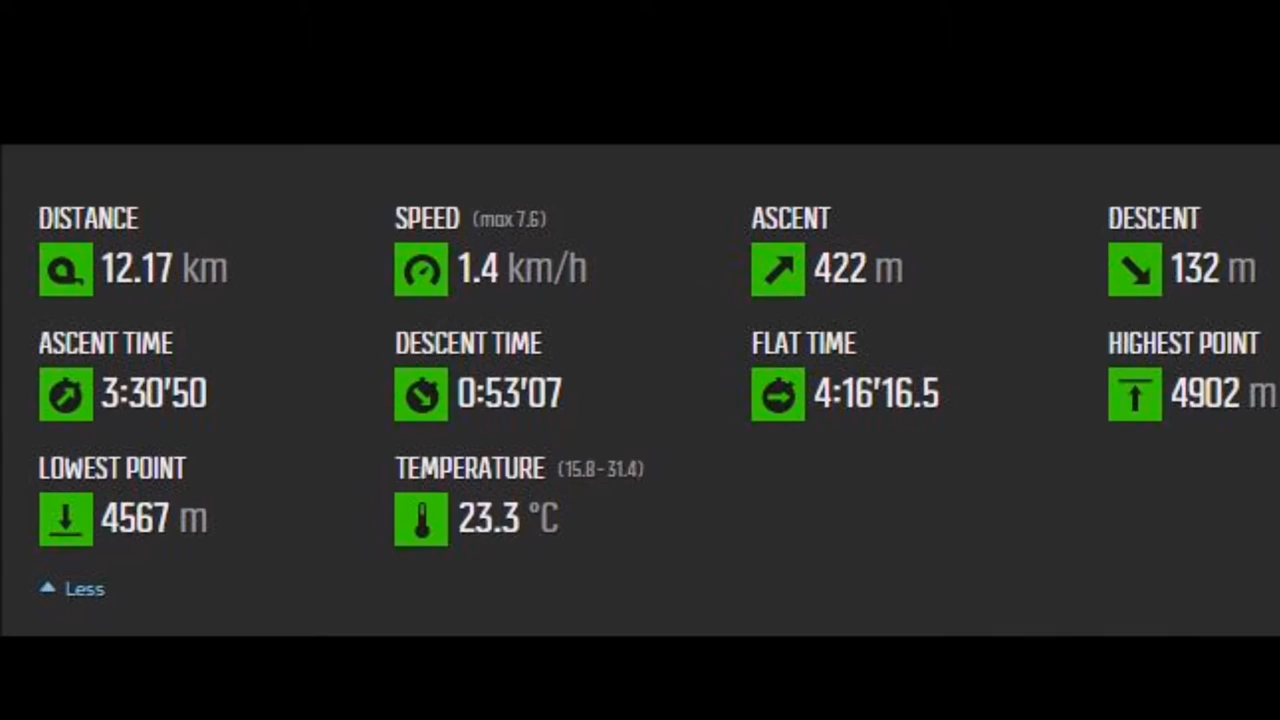 DISTANCE SPEED (max 7.6) ASCENT DESCENT
12.17 km 1.4 km/h 422 m 132 m
ASCENT TIME DESCENT TIME FLAT TIME HIGHEST POINT
3:30'50 0:53'07 4:16'16.5 4902 m
LOWEST POINT TEMPERATURE (15.8-31.4)
4567 m 23.3 °C
Less